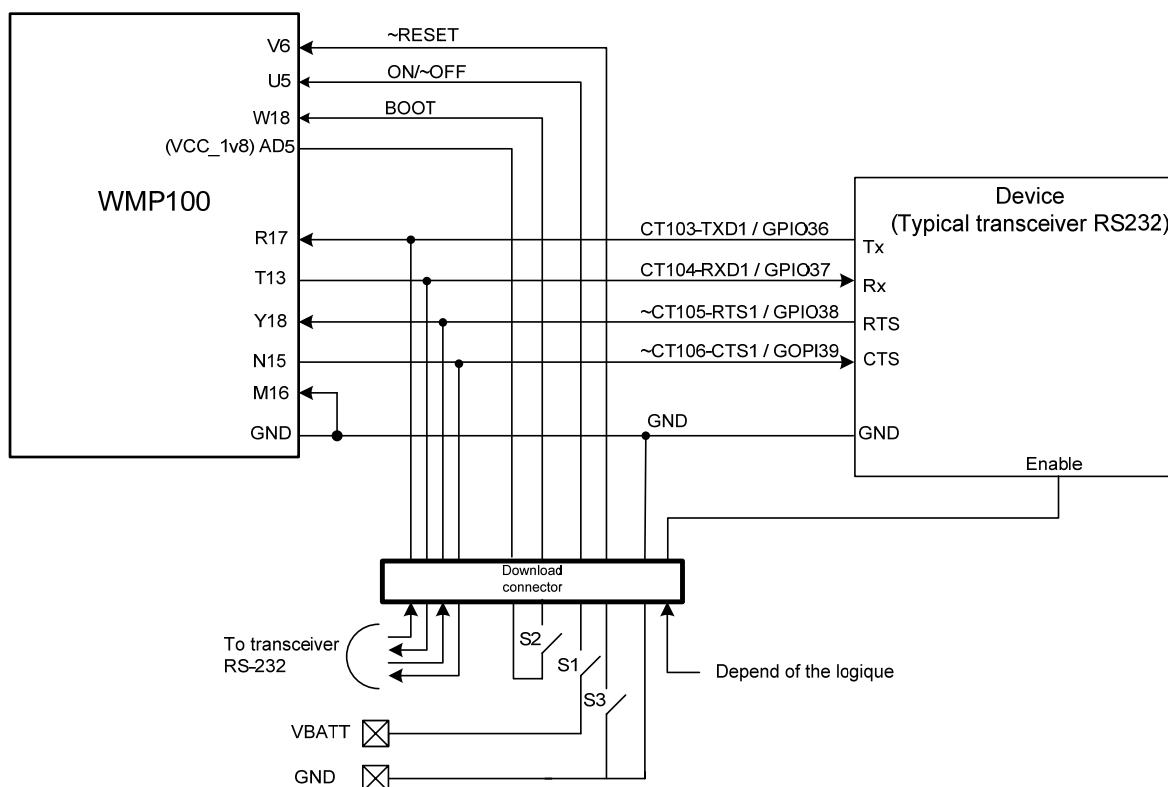 V6
~RESET
U5
ON/~OFF
W18
BOOT
(VCC_1v8) AD5
WMP100
Device
(Typical transceiver RS232)
R17
CT103-TXD1 / GPIO36
Tx
T13
CT104-RXD1 / GPIO37
Rx
Y18
~CT105-RTS1 / GPIO38
RTS
N15
~CT106-CTS1 / GOPI39
CTS
M16
GND
GND
GND
Enable
Download
connector
To transceiver
RS-232
S2
S1
S3
Depend of the logique
VBATT
GND